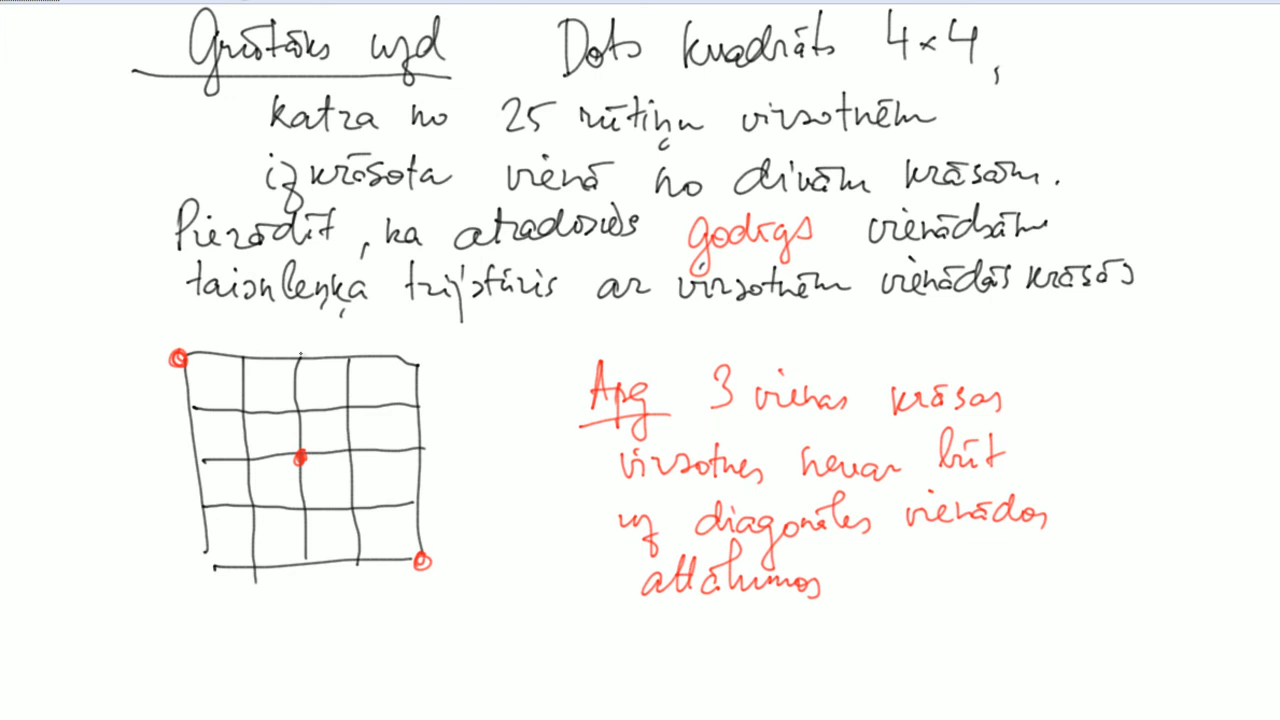 Grūtāks uzd Dots kvadrāts 4×4,
katra no 25 rūtiņu virsotnēm
izkrāsota vienā no divām krāsām.
Pierādīt, ka atradīsies godīgs vienādsānu
taisnleņķa trijstūris ar virsotnēm vienādās krāsās
Apg 3 vienas krāsas
virsotnes nevar būt
uz diagonāles vienādos
attālumos